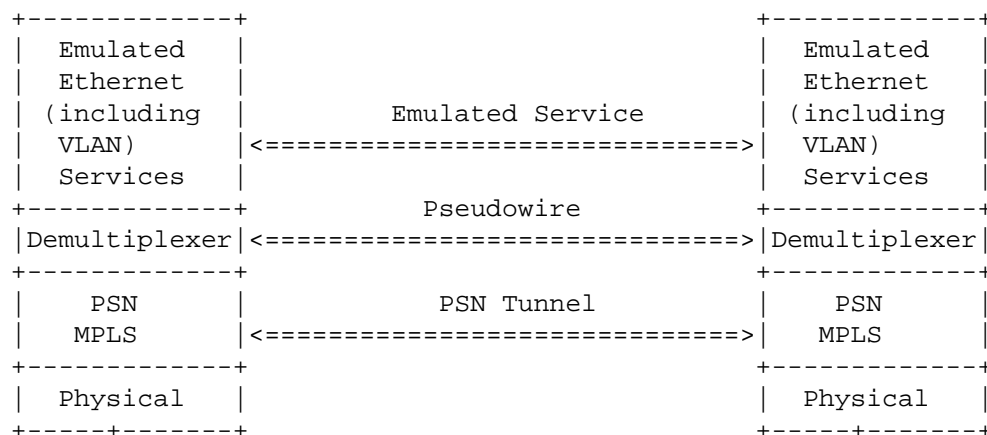 Emulated Emulated
Ethernet Ethernet
(including Emulated Service (including
VLAN) <==============================> VLAN)
Services Services
Pseudowire
Demultiplexer <==============================> Demultiplexer
PSN PSN Tunnel PSN
MPLS <==============================> MPLS
Physical Physical